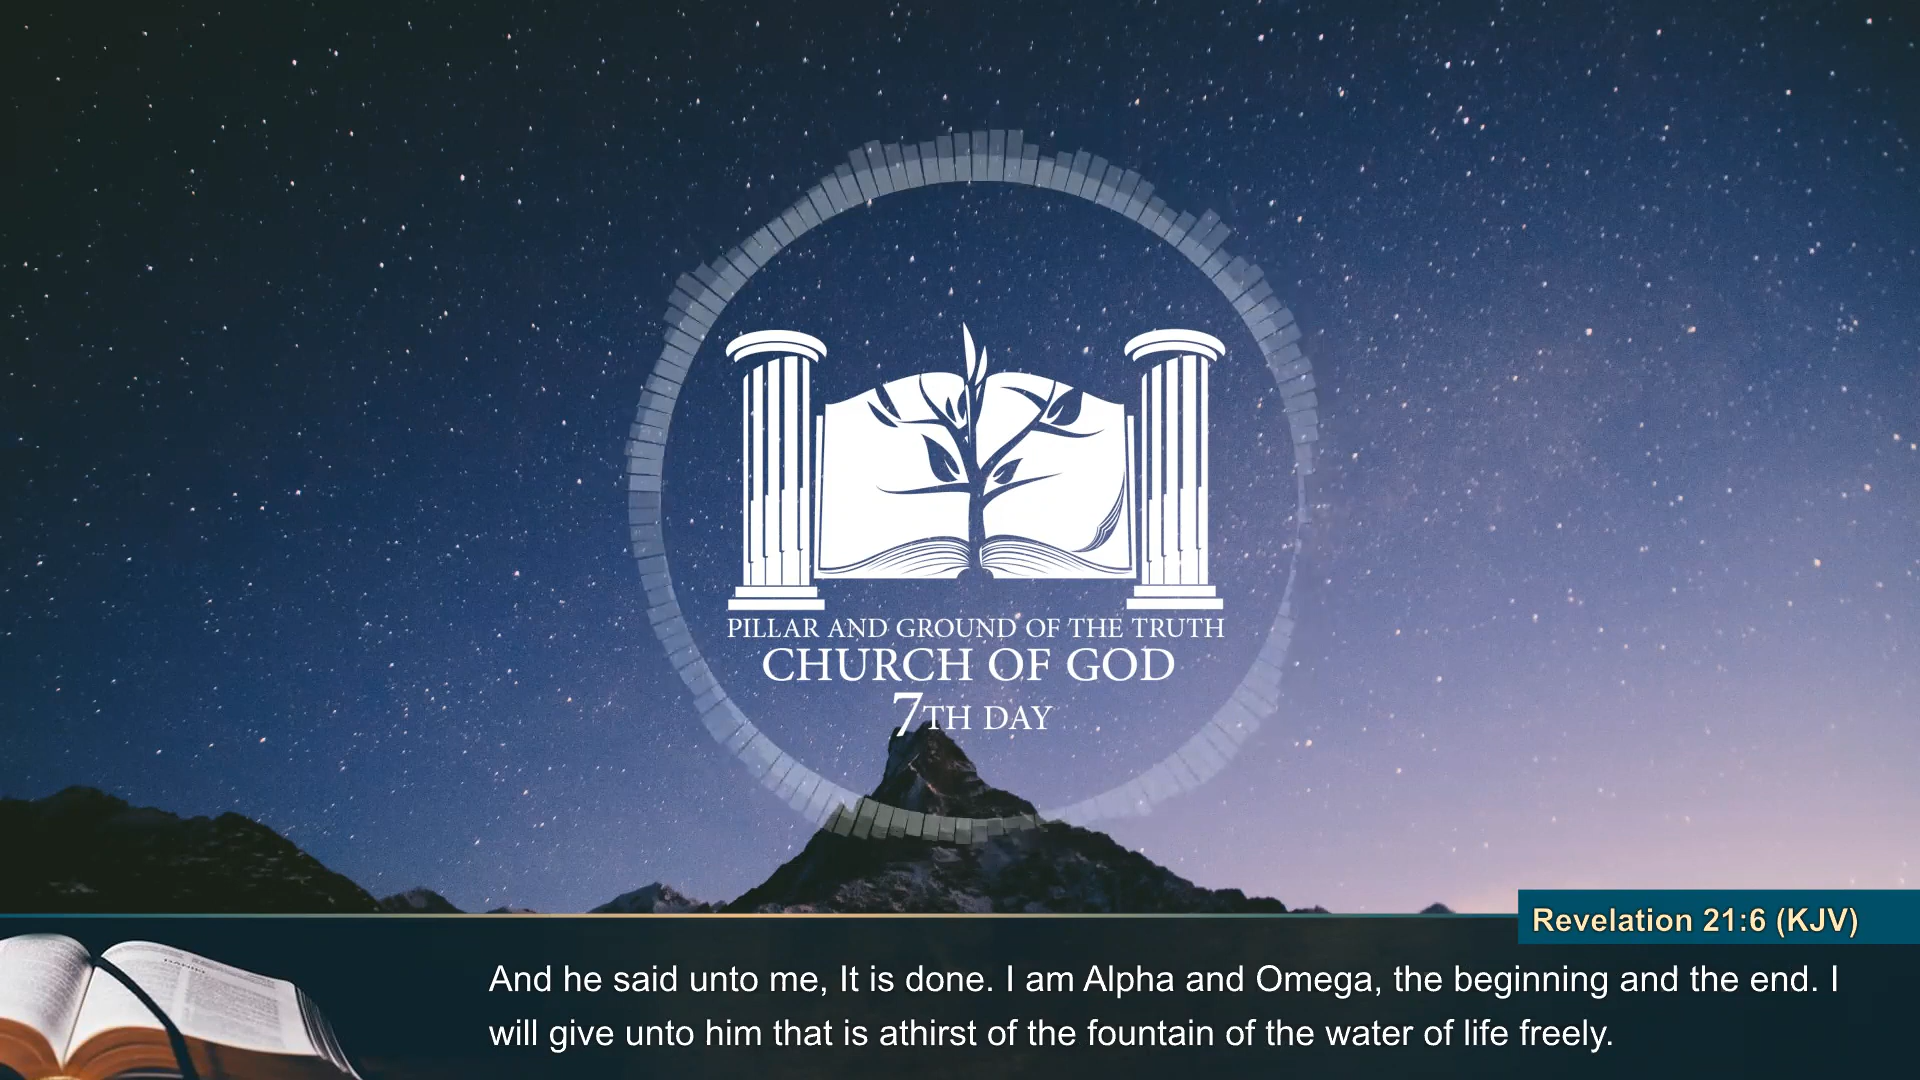 PILLAR AND GROUND OF THE TRUTH
CHURCH OF GOD
7TH DAY
Revelation 21:6 (KJV)
And he said unto me, It is done. I am Alpha and Omega, the beginning and the end. I
will give unto him that is athirst of the fountain of the water of life freely.